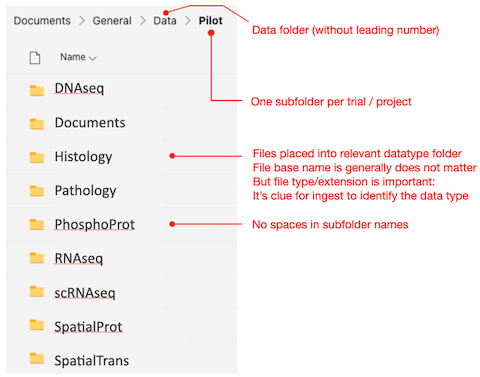 Documents > General > Data > Pilot
Data folder (without leading number)
Name
DNAseq
One subfolder per trial / project
Documents
Histology
Files placed into relevant datatype folder
File base name is generally does not matter
But file type/extension is important:
It's clue for ingest to identify the data type
Pathology
PhosphoProt
No spaces in subfolder names
RNAseq
scRNAseq
SpatialProt
SpatialTrans